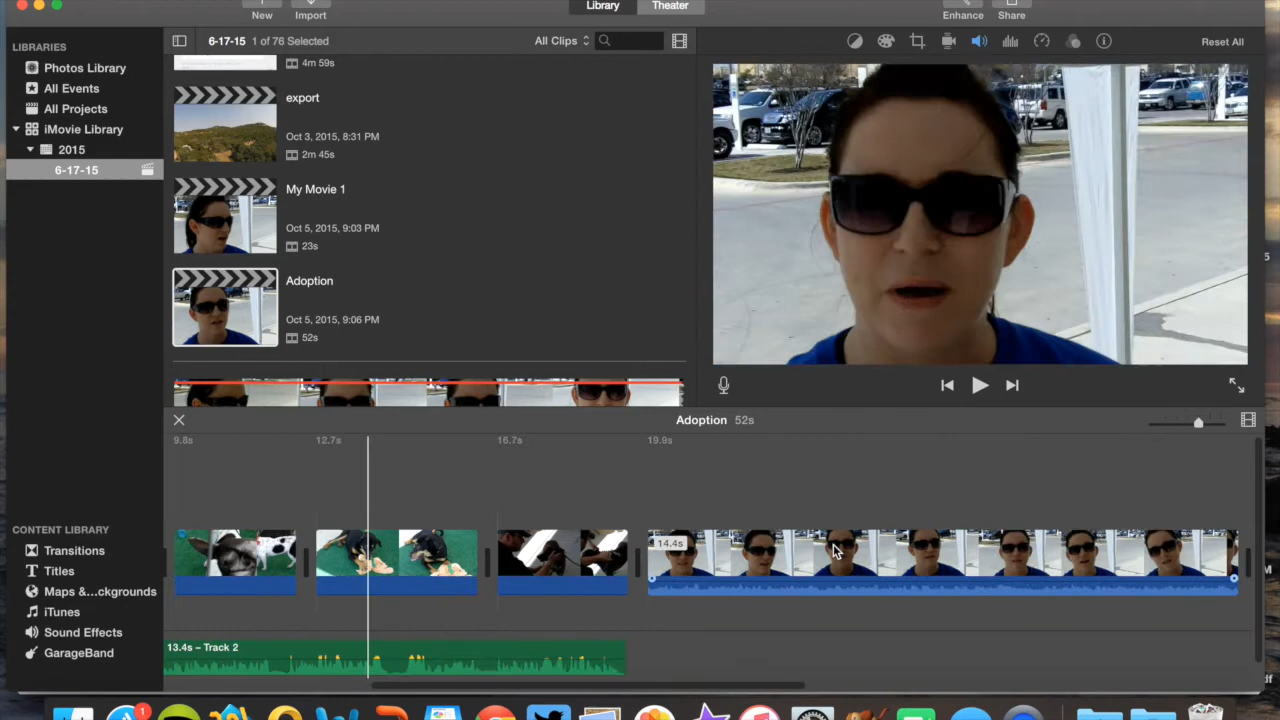 New
Import
Library
Theater
Enhance
Share
LIBRARIES
Photos Library
All Events
All Projects
iMovie Library
2015
6-17-15
6-17-15 1 of 76 Selected
All Clips
Reset All
4m 59s
export
Oct 3, 2015, 8:31 PM
2m 45s
My Movie 1
Oct 5, 2015, 9:03 PM
23s
Adoption
Oct 5, 2015, 9:06 PM
52s
Adoption 52s
9.8s
12.7s
16.7s
19.9s
14.4s
13.4s – Track 2
CONTENT LIBRARY
Transitions
Titles
Maps &...ckgrounds
iTunes
Sound Effects
GarageBand
1
5
M
df